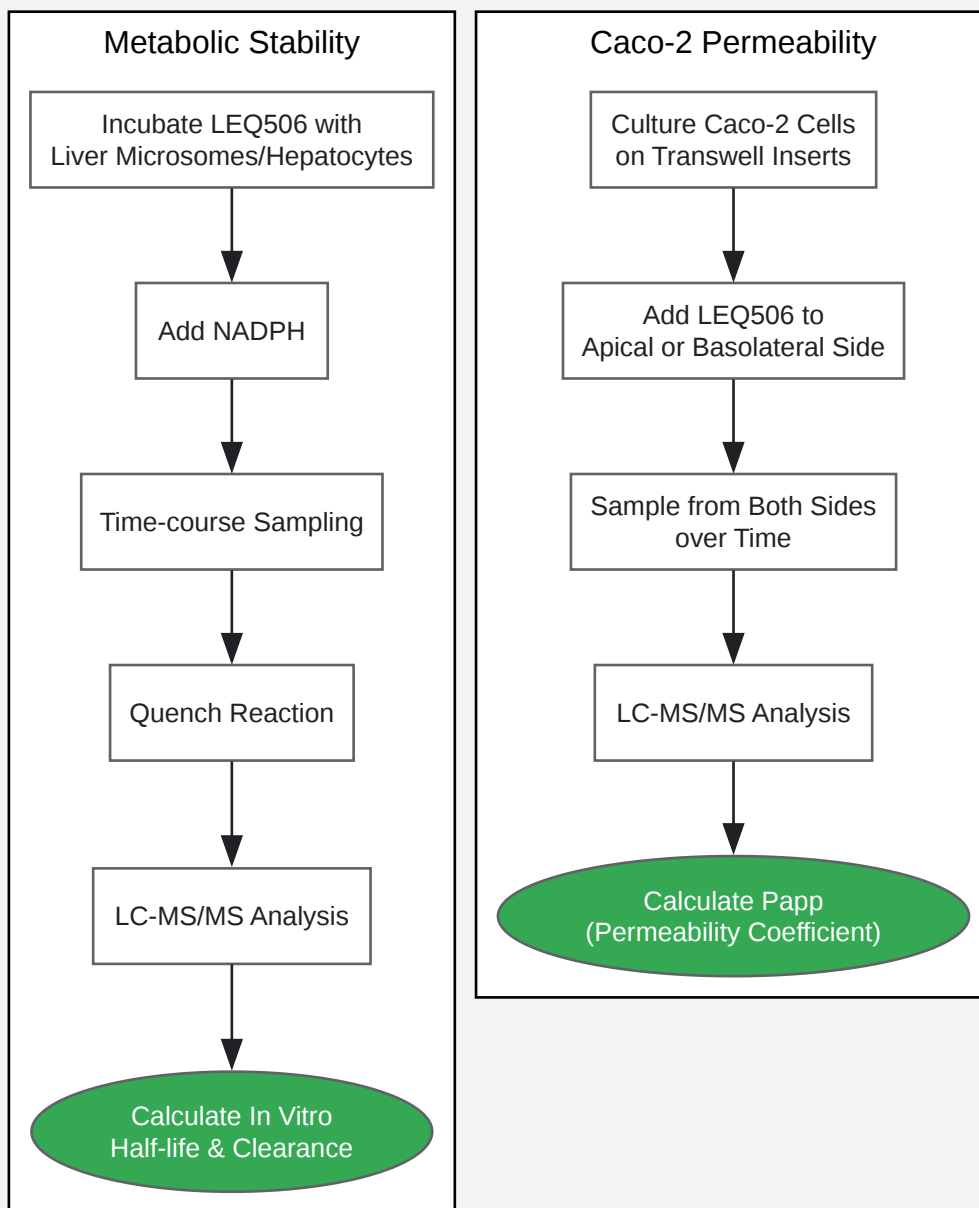 Metabolic Stability
Incubate LEQ506 with
Liver Microsomes/Hepatocytes
Add NADPH
Time-course Sampling
Quench Reaction
LC-MS/MS Analysis
Calculate In Vitro
Half-life & Clearance
Caco-2 Permeability
Culture Caco-2 Cells
on Transwell Inserts
Add LEQ506 to
Apical or Basolateral Side
Sample from Both Sides
over Time
LC-MS/MS Analysis
Calculate Papp
(Permeability Coefficient)